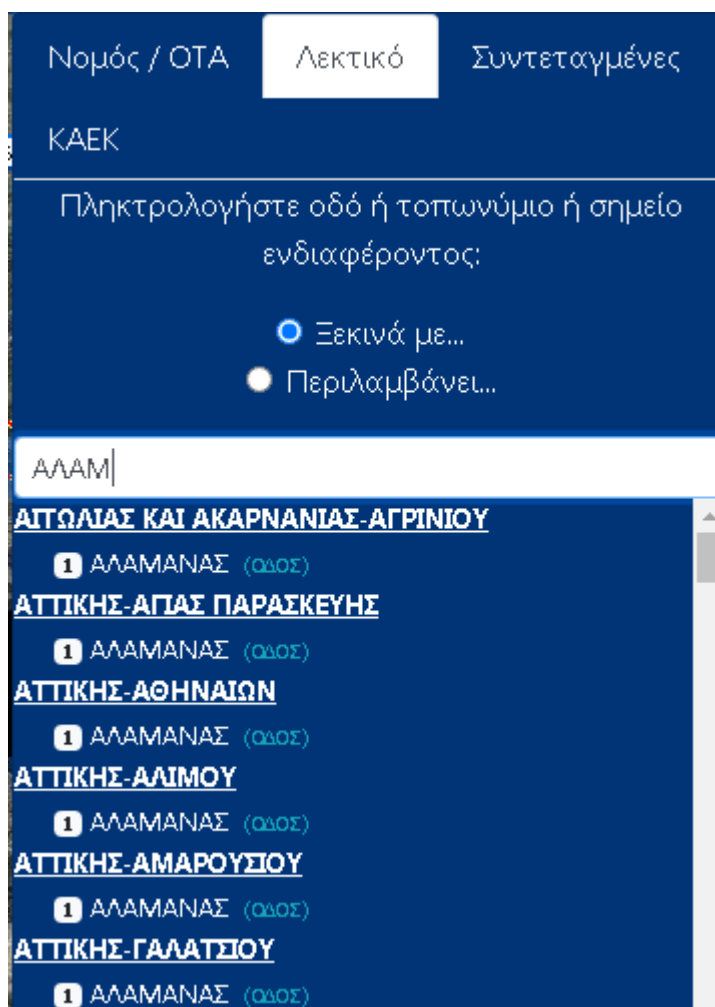 Νομός / ΟΤΑ Λεκτικό Συντεταγμένες
ΚΑΕΚ
Πληκτρολογήστε οδό ή τοπωνύμιο ή σημείο
ενδιαφέροντος:
Ξεκινά με...
Περιλαμβάνει...
ΑΛΑΜ
ΑΙΤΩΛΙΑΣ ΚΑΙ ΑΚΑΡΝΑΝΙΑΣ-ΑΓΡΙΝΙΟΥ
1 ΑΛΑΜΑΝΑΣ (ΟΔΟΣ)
ΑΤΤΙΚΗΣ-ΑΓΙΑΣ ΠΑΡΑΣΚΕΥΗΣ
1 ΑΛΑΜΑΝΑΣ (ΟΔΟΣ)
ΑΤΤΙΚΗΣ-ΑΘΗΝΑΙΩΝ
1 ΑΛΑΜΑΝΑΣ (ΟΔΟΣ)
ΑΤΤΙΚΗΣ-ΑΛΙΜΟΥ
1 ΑΛΑΜΑΝΑΣ (ΟΔΟΣ)
ΑΤΤΙΚΗΣ-ΑΜΑΡΟΥΣΙΟΥ
1 ΑΛΑΜΑΝΑΣ (ΟΔΟΣ)
ΑΤΤΙΚΗΣ-ΓΑΛΑΤΣΙΟΥ
1 ΑΛΑΜΑΝΑΣ (ΟΔΟΣ)